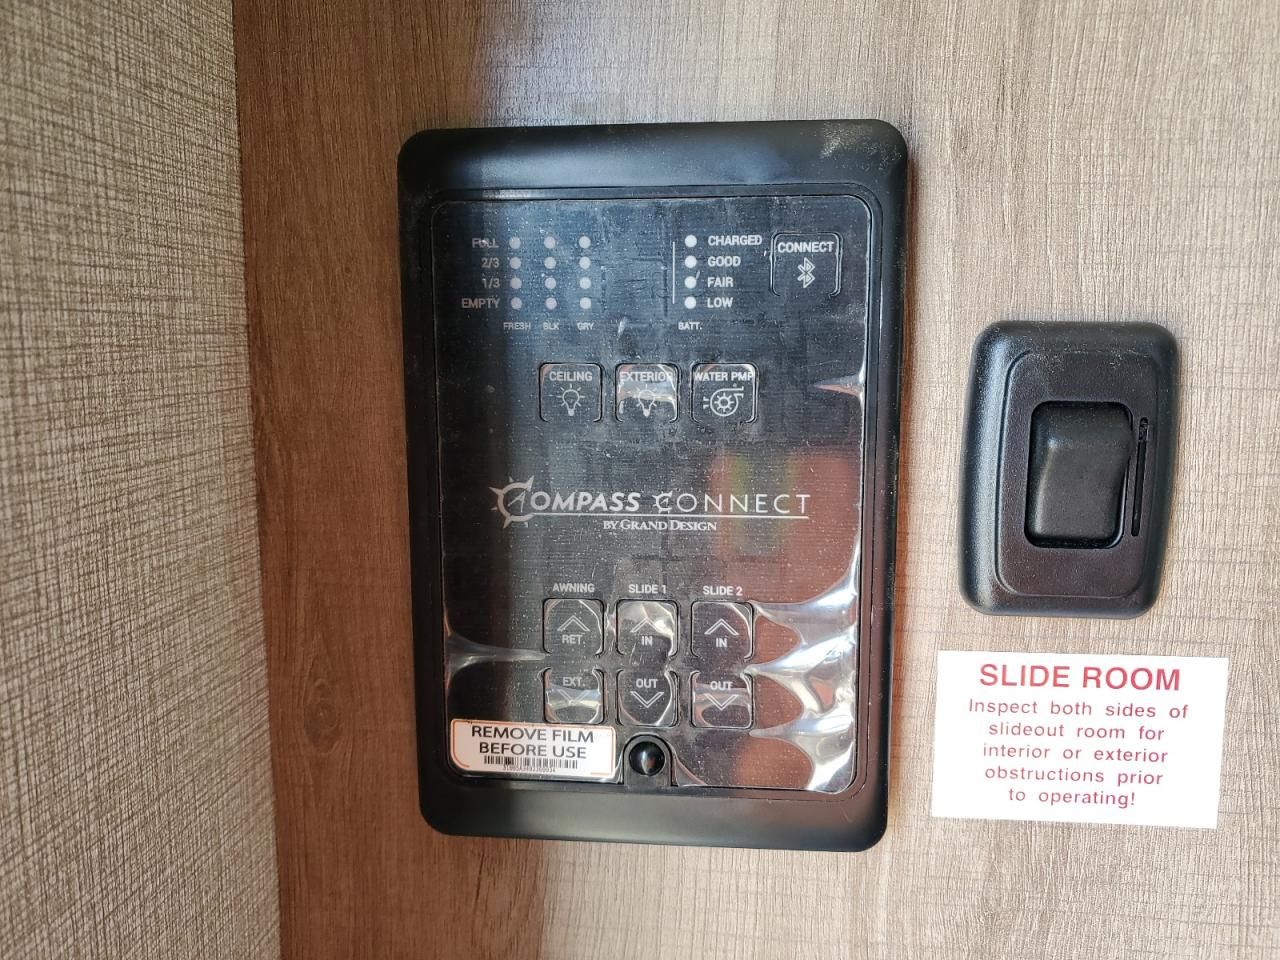 FULL
2/3
1/3
EMPTY
FRESH BLK GRY
CHARGED
GOOD
FAIR
LOW
BATT.
CONNECT
CEILING
EXTERIOR
WATER PMP
COMPASS CONNECT
BY GRAND DESIGN
AWNING SLIDE 1 SLIDE 2
RET. IN IN
EXT. OUT OUT
REMOVE FILM
BEFORE USE
SLIDE ROOM
Inspect both sides of
slideout room for
interior or exterior
obstructions prior
to operating!